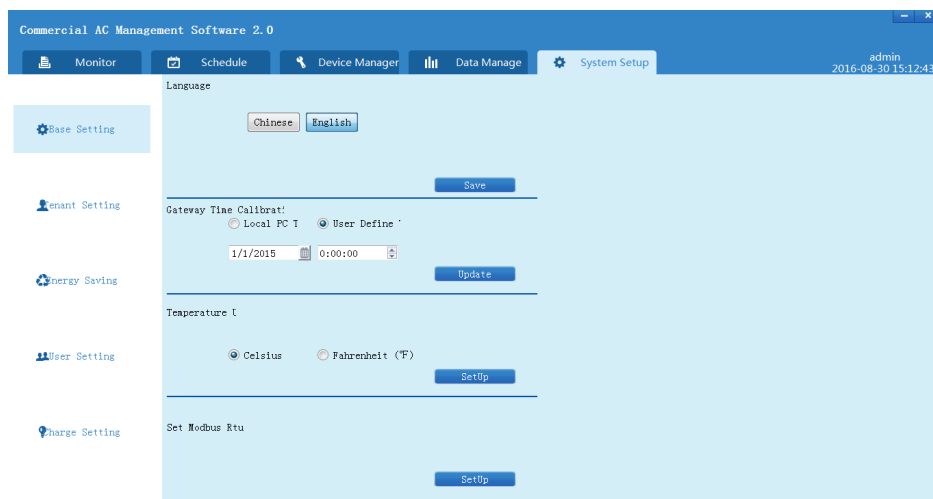 Commercial AC Management Software 2.0
Monitor
Schedule
Device Manager
Data Manage
System Setup
admin
2016-08-30 15:12:43
Language
Chinese
English
Base Setting
Save
Tenant Setting
Gateway Time Calibrat
Local PC T
User Define
1/1/2015
0:00:00
Update
Energy Saving
Temperature
Celsius
Fahrenheit (℉)
User Setting
SetUp
Set Modbus Rtu
Charge Setting
SetUp